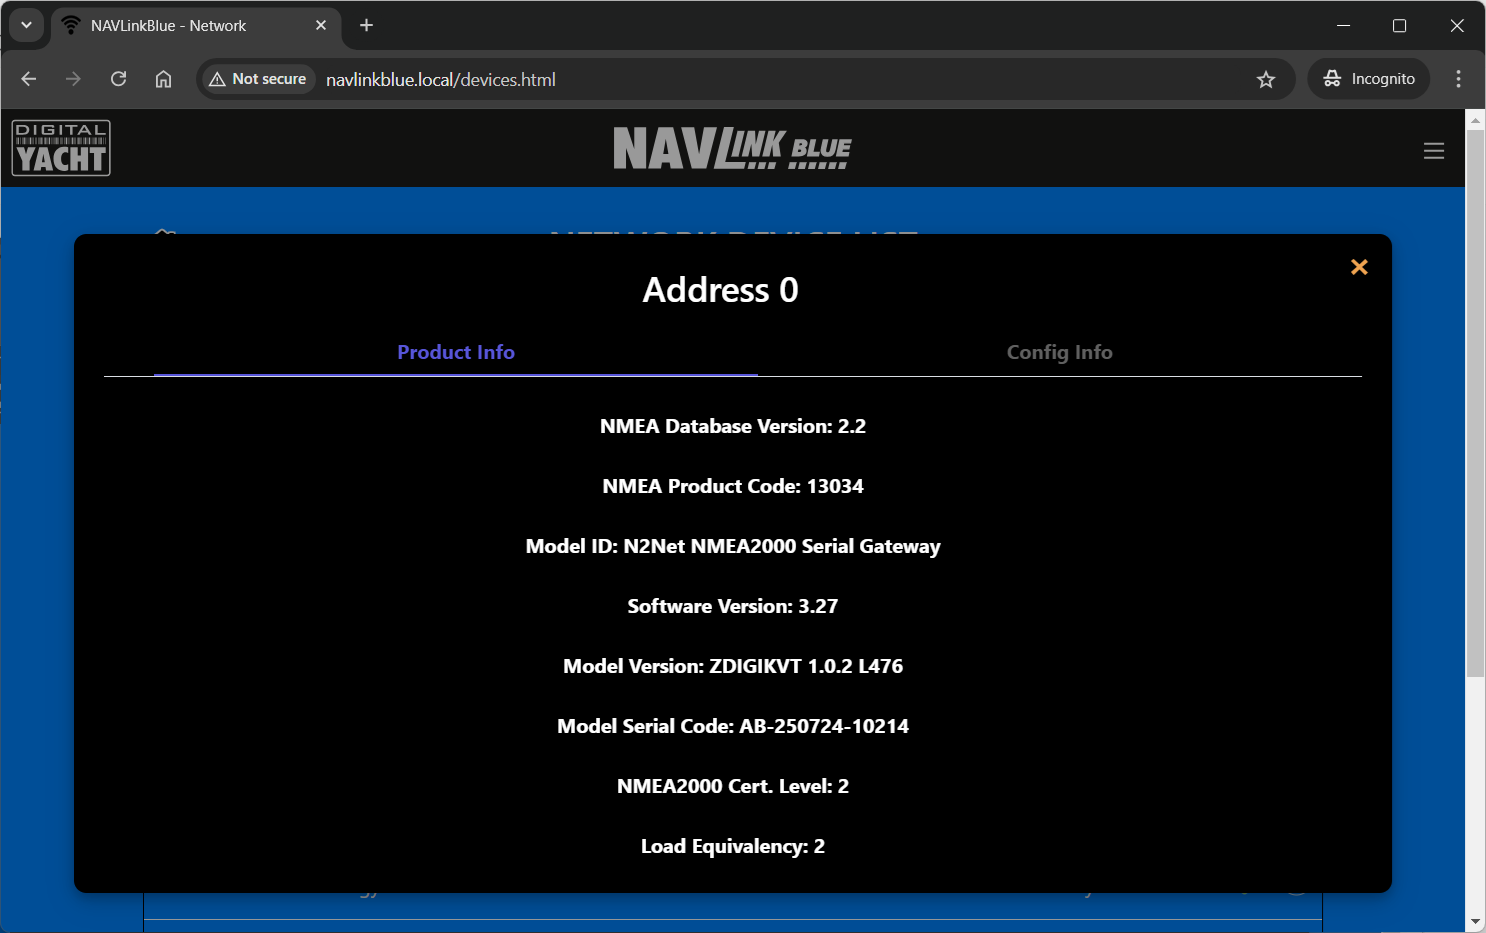 NAVLinkBlue - Network
Not secure
navlinkblue.local/devices.html
Incognito
DIGITAL
YACHT
NAVLINK BLUE
NETWORK DEVICE LIST
Address 0
Product Info
Config Info
NMEA Database Version: 2.2
NMEA Product Code: 13034
Model ID: N2Net NMEA2000 Serial Gateway
Software Version: 3.27
Model Version: ZDIGIKVT 1.0.2 L476
Model Serial Code: AB-250724-10214
NMEA2000 Cert. Level: 2
Load Equivalency: 2